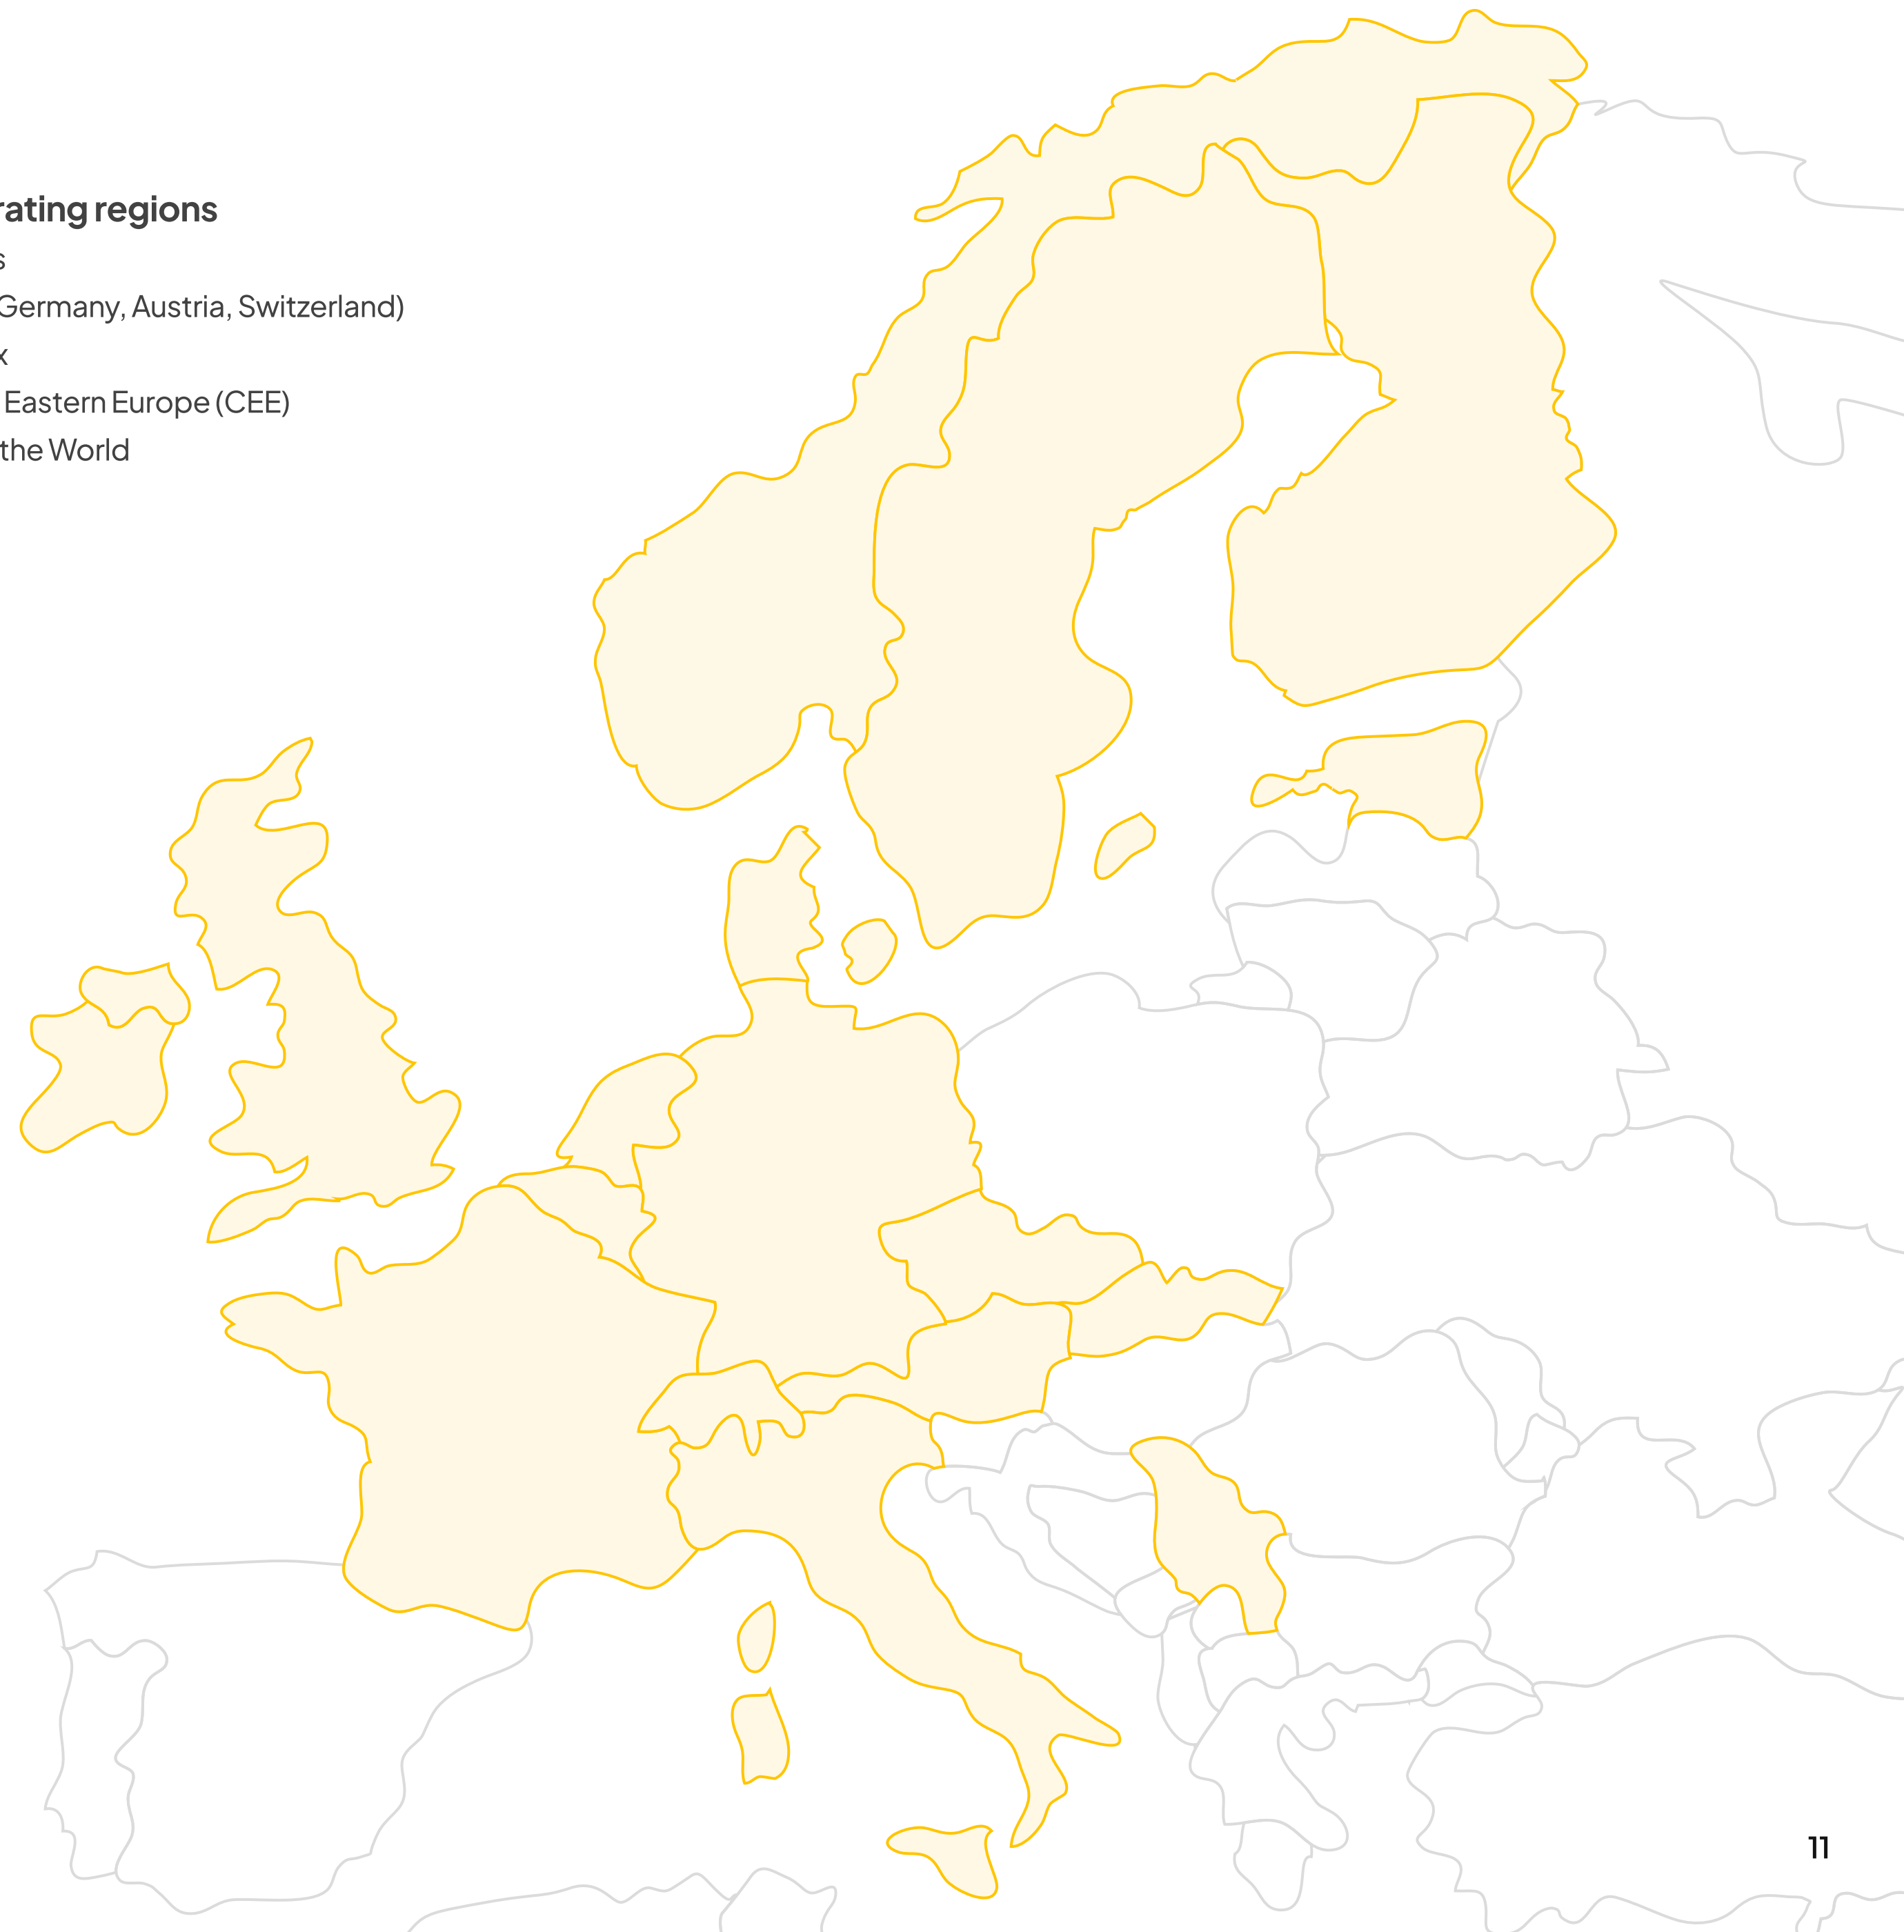 rating regions
s
Germany, Austria, Switzerland)
x
Eastern Europe (CEE)
the World
11